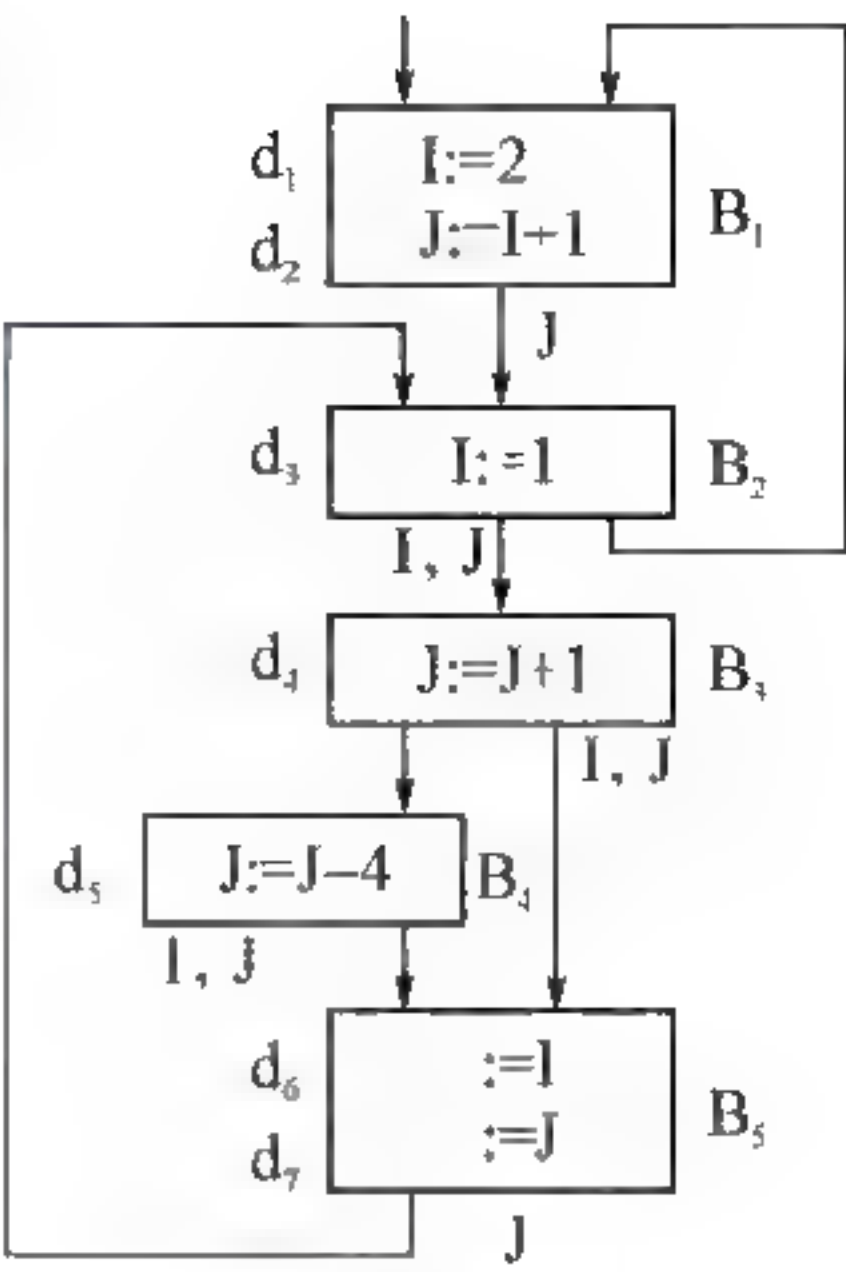 d₁ I:=2
d₂ J:=I+1
B₁
J
d₃ I:=1 B₂
I, J
d₄ J:=J+1 B₃
I, J
d₅ J:=J−4 B₄
I, J
d₆ :=I
d₇ :=J
B₅
J